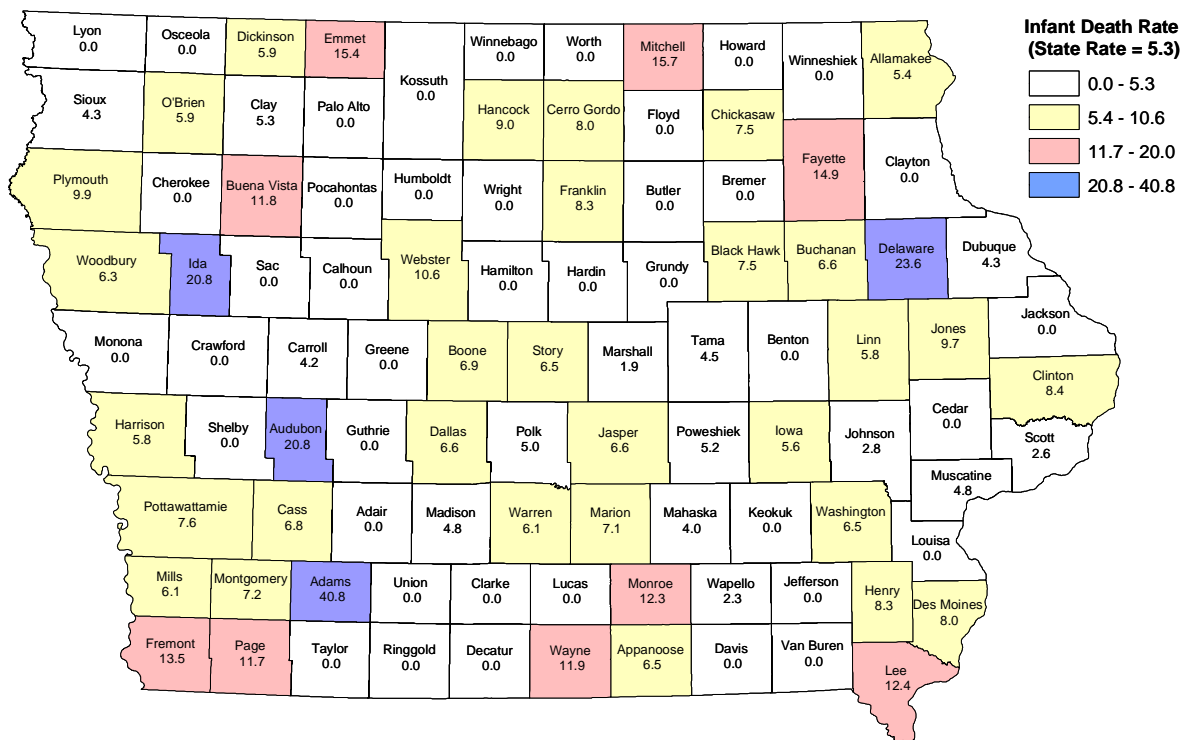 Infant Death Rate
(State Rate = 5.3)
0.0 - 5.3
5.4 - 10.6
11.7 - 20.0
20.8 - 40.8
Lyon
0.0
Osceola
0.0
Dickinson
5.9
Emmet
15.4
Kossuth
0.0
Winnebago
0.0
Worth
0.0
Mitchell
15.7
Howard
0.0
Winneshiek
0.0
Allamakee
5.4
Sioux
4.3
O'Brien
5.9
Clay
5.3
Palo Alto
0.0
Hancock
9.0
Cerro Gordo
8.0
Floyd
0.0
Chickasaw
7.5
Fayette
14.9
Clayton
0.0
Plymouth
9.9
Cherokee
0.0
Buena Vista
11.8
Pocahontas
0.0
Humboldt
0.0
Wright
0.0
Franklin
8.3
Butler
0.0
Bremer
0.0
Woodbury
6.3
Ida
20.8
Sac
0.0
Calhoun
0.0
Webster
10.6
Hamilton
0.0
Hardin
0.0
Grundy
0.0
Black Hawk
7.5
Buchanan
6.6
Delaware
23.6
Dubuque
4.3
Monona
0.0
Crawford
0.0
Carroll
4.2
Greene
0.0
Boone
6.9
Story
6.5
Marshall
1.9
Tama
4.5
Benton
0.0
Linn
5.8
Jones
9.7
Jackson
0.0
Clinton
8.4
Harrison
5.8
Shelby
0.0
Audubon
20.8
Guthrie
0.0
Dallas
6.6
Polk
5.0
Jasper
6.6
Poweshiek
5.2
Iowa
5.6
Johnson
2.8
Cedar
0.0
Scott
2.6
Muscatine
4.8
Pottawattamie
7.6
Cass
6.8
Adair
0.0
Madison
4.8
Warren
6.1
Marion
7.1
Mahaska
4.0
Keokuk
0.0
Washington
6.5
Louisa
0.0
Mills
6.1
Montgomery
7.2
Adams
40.8
Union
0.0
Clarke
0.0
Lucas
0.0
Monroe
12.3
Wapello
2.3
Jefferson
0.0
Henry
8.3
Des Moines
8.0
Fremont
13.5
Page
11.7
Taylor
0.0
Ringgold
0.0
Decatur
0.0
Wayne
11.9
Appanoose
6.5
Davis
0.0
Van Buren
0.0
Lee
12.4